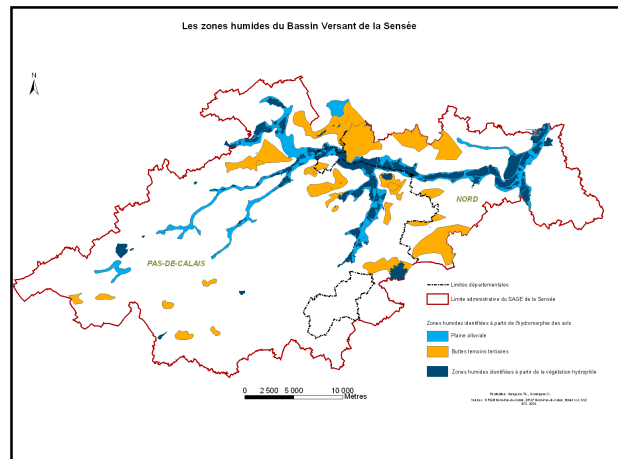 Les zones humides du Bassin Versant de la Sensée
N
NORD
PAS-DE-CALAIS
Limites départementales
Limite administrative du SAGE de la Sensée
Zones humides identifiées à partir de l'hydromorphie des sols
Plaine alluviale
Buttes temoins tertiaires
Zones humides identifiées à partir de la végétation hydrophile
0 2 500 5 000 10 000
Mètres